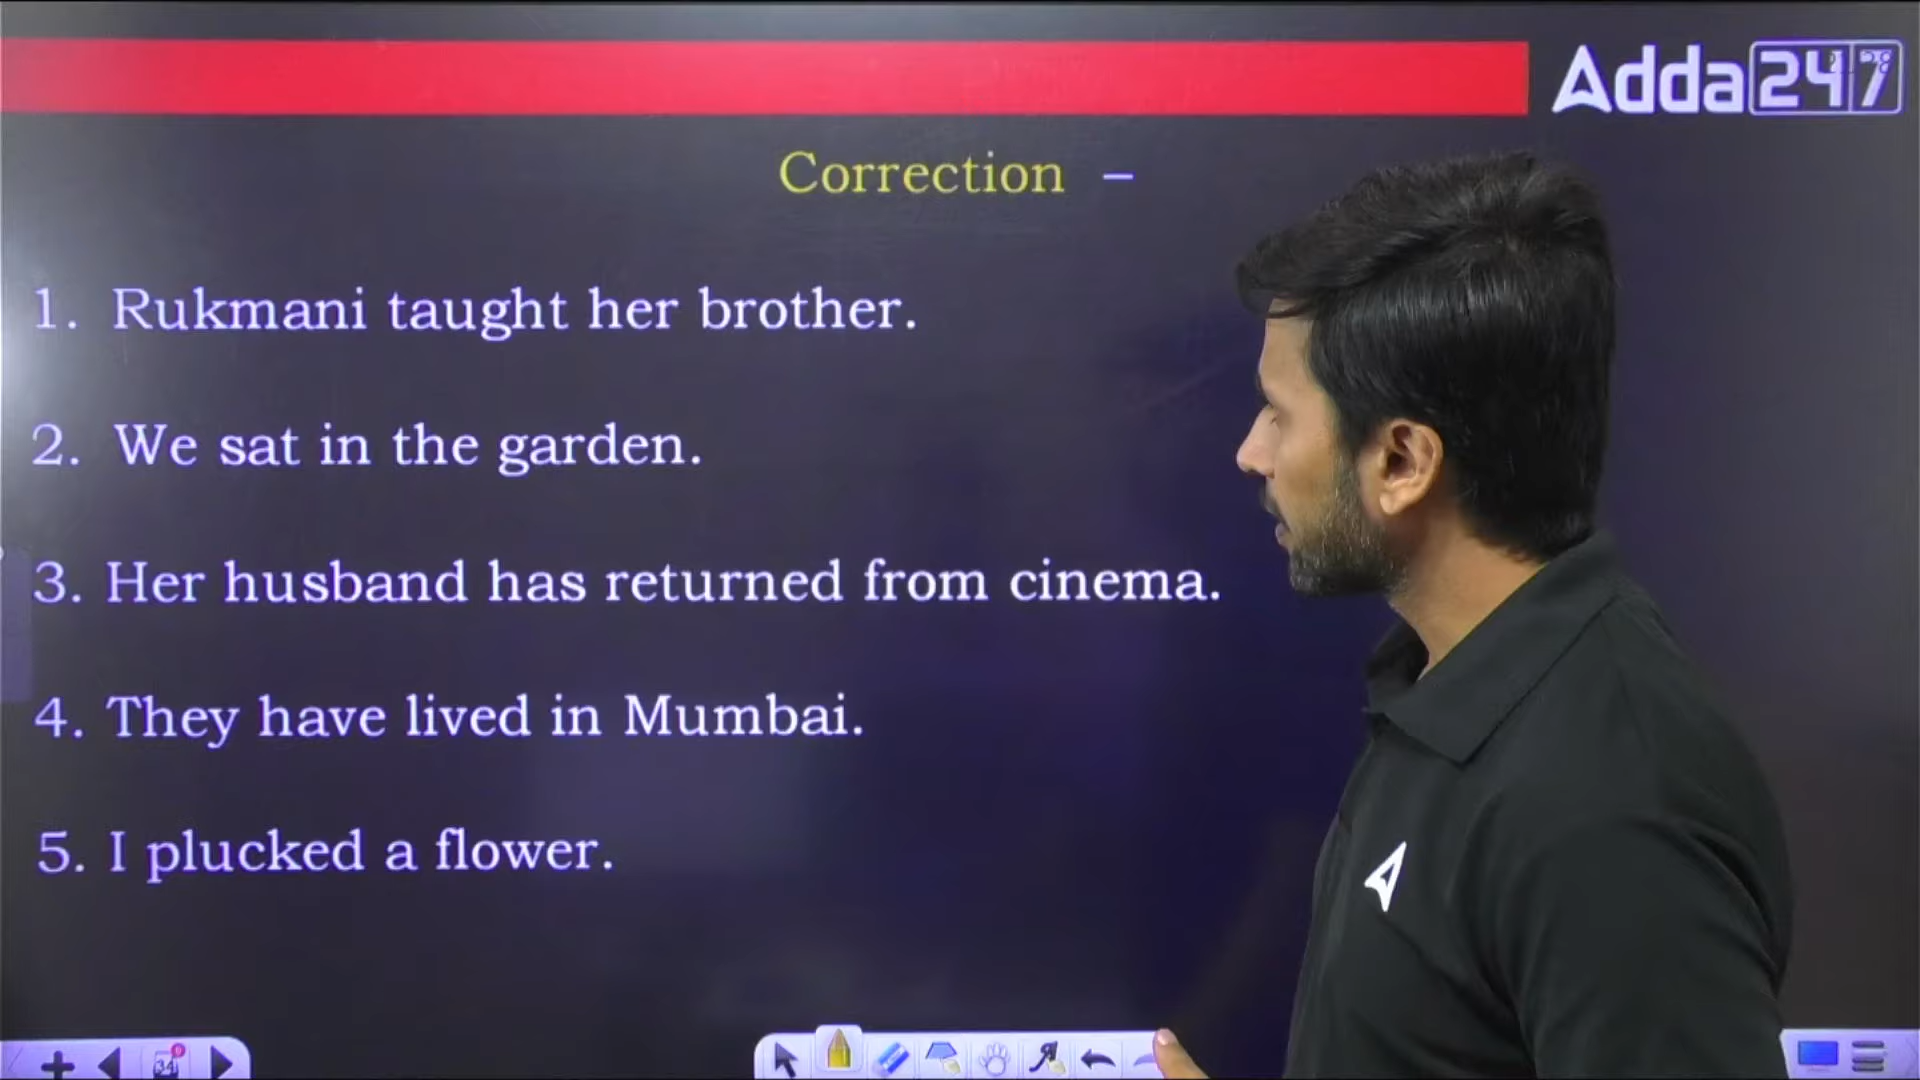 Adda247
Correction –
1. Rukmani taught her brother.
2. We sat in the garden.
3. Her husband has returned from cinema.
4. They have lived in Mumbai.
5. I plucked a flower.
34